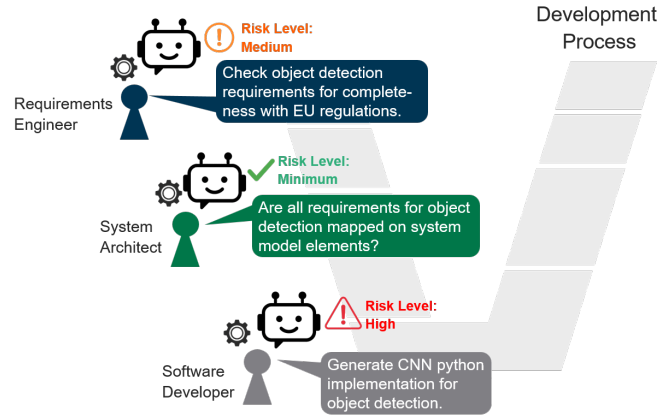 Development
Process
Risk Level:
Medium
Check object detection
requirements for complete-
ness with EU regulations.
Requirements
Engineer
Risk Level:
Minimum
Are all requirements for object
detection mapped on system
model elements?
System
Architect
Risk Level:
High
Generate CNN python
implementation for
object detection.
Software
Developer